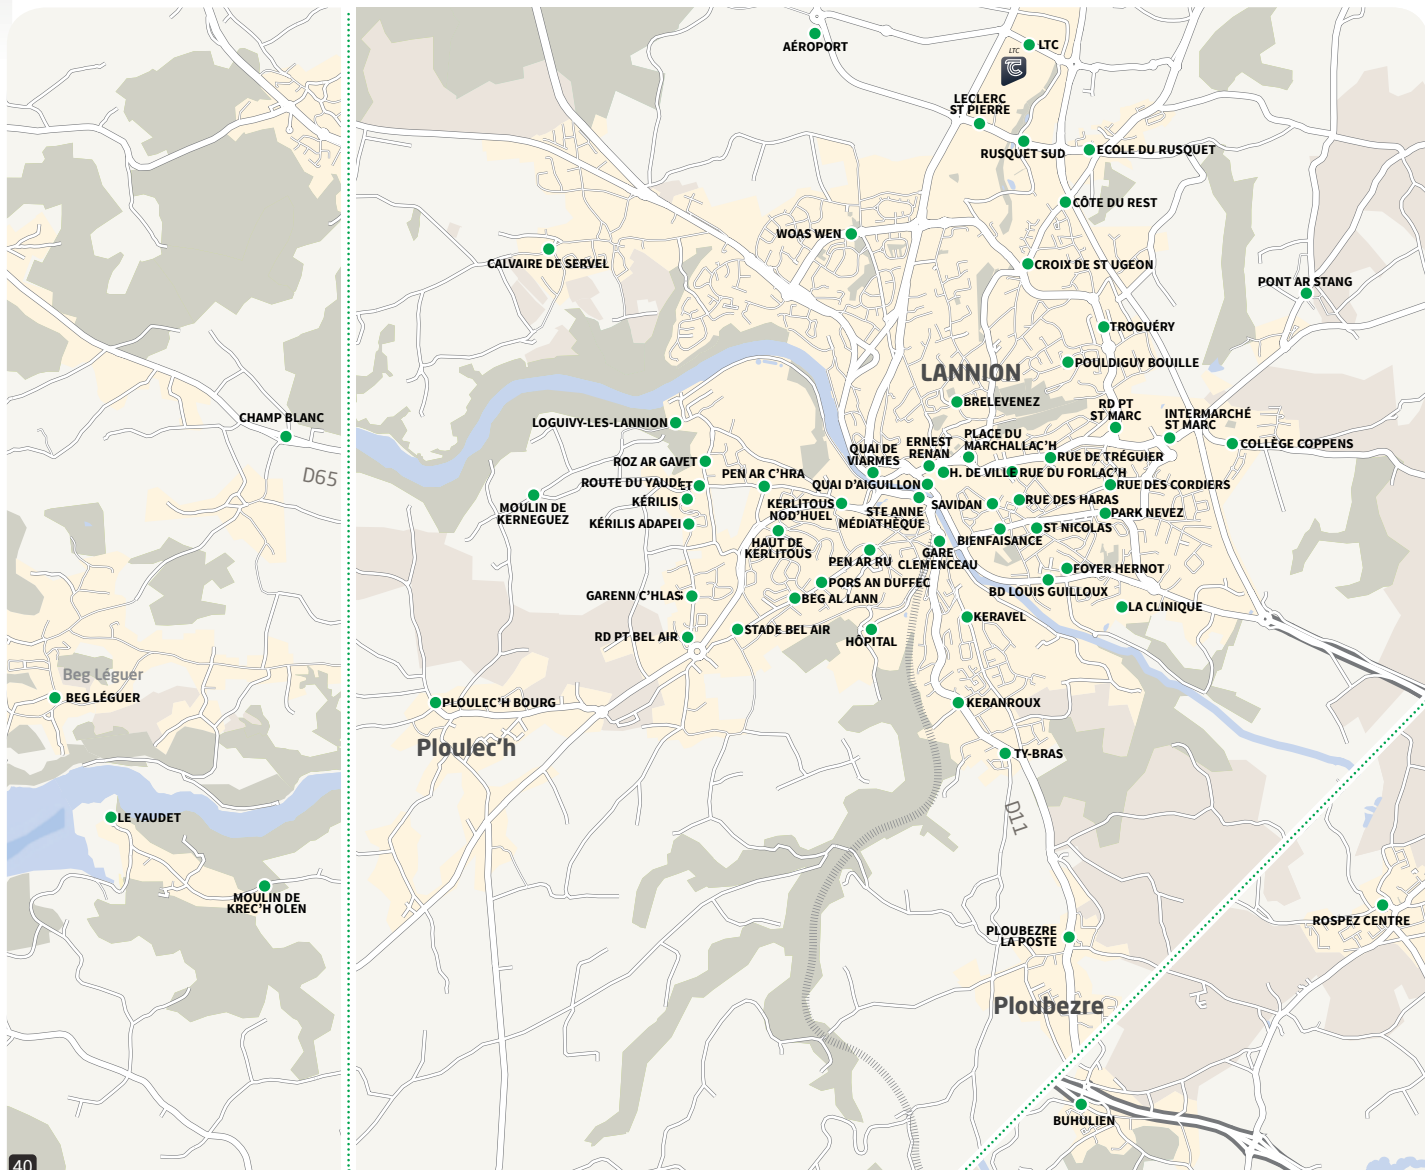 AÉROPORT
LTC
LTC
LECLERC
ST PIERRE
RUSQUET SUD
ECOLE DU RUSQUET
CÔTE DU REST
WOAS WEN
CALVAIRE DE SERVEL
CROIX DE ST UGEON
PONT AR STANG
TROGUÉRY
POULDIGUY BOUILLE
LANNION
BRELEVENEZ
RD PT
ST MARC
INTERMARCHÉ
ST MARC
CHAMP BLANC
LOGUIVY-LES-LANNION
PLACE DU
MARCHALLAC'H
ERNEST
RENAN
QUAI DE
VIARMES
COLLÈGE COPPENS
RUE DE TRÉGUIER
D65
ROZ AR GAVET
PEN AR C'HRA
H. DE VILLE
RUE DU FORLAC'H
ROUTE DU YAUDET
QUAI D'AIGUILLON
RUE DES CORDIERS
KÉRILIS
KERLITOUS
NOD'HUEL
SAVIDAN
RUE DES HARAS
MOULIN DE
KERNEGUEZ
STE ANNE
MÉDIATHÈQUE
PARK NEVEZ
KÉRILIS ADAPEI
ST NICOLAS
BIENFAISANCE
HAUT DE
KERLITOUS
PEN AR RU
GARE
CLEMENCEAU
FOYER HERNOT
PORS AN DUFFEC
BD LOUIS GUILLOUX
GARENN C'HLAS
BEG AL LANN
LA CLINIQUE
KERAVEL
RD PT BEL AIR
STADE BEL AIR
HÔPITAL
Beg Léguer
BEG LÉGUER
PLOULEC'H BOURG
KERANROUX
Ploulec'h
TY-BRAS
D11
LE YAUDET
MOULIN DE
KREC'H OLEN
ROSPEZ CENTRE
PLOUBEZRE
LA POSTE
Ploubezre
BUHULIEN
40